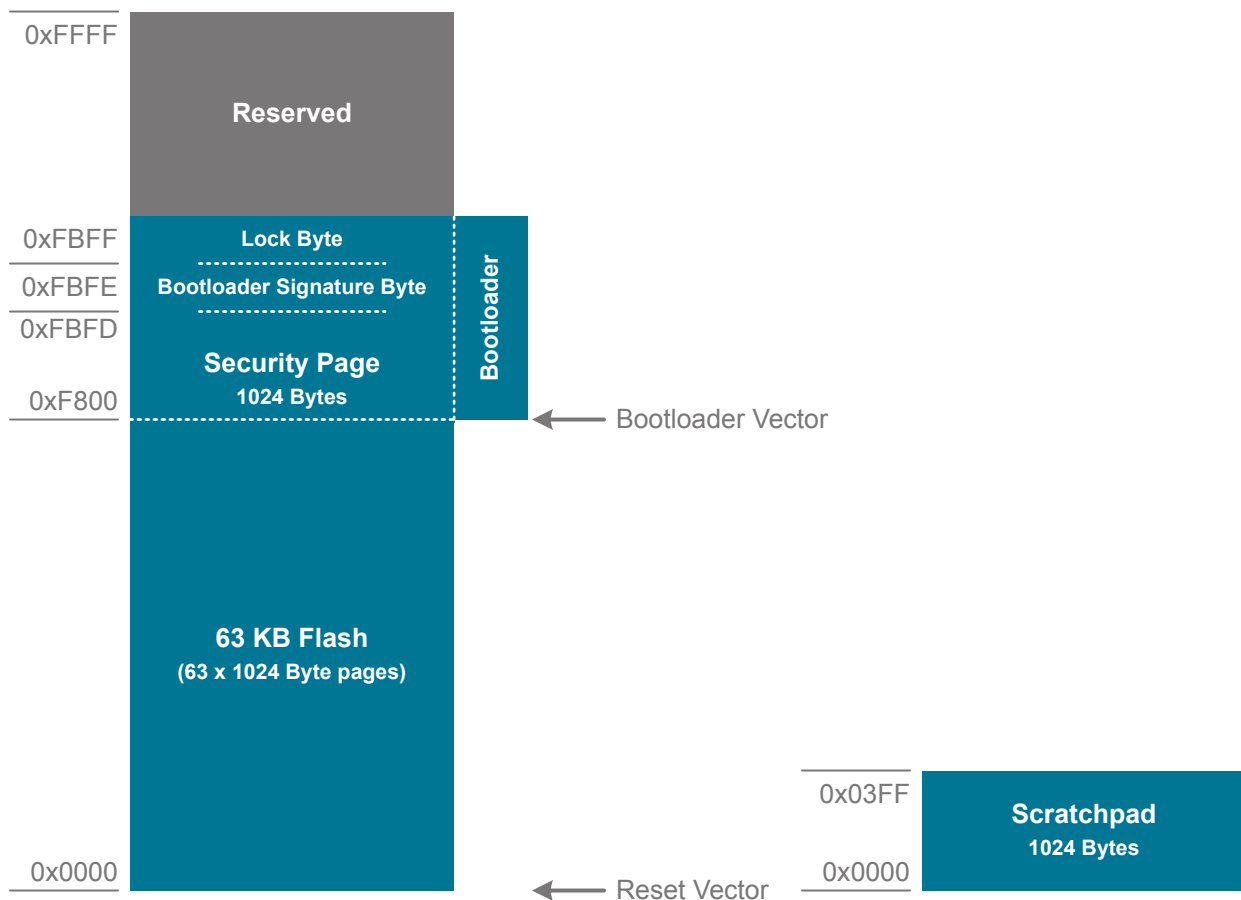 0xFFFF
Reserved
0xFBFF
Lock Byte
0xFBFE
Bootloader Signature Byte
0xFBFD
Security Page
1024 Bytes
0xF800
Bootloader
Bootloader Vector
63 KB Flash
(63 x 1024 Byte pages)
0x0000
Reset Vector
0x03FF
Scratchpad
1024 Bytes
0x0000